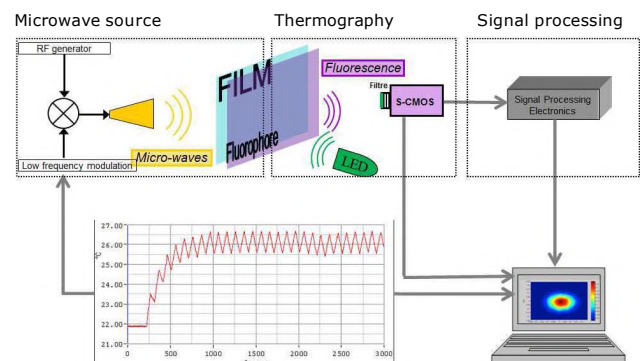 Microwave source
Thermography
Signal processing
RF generator
Low frequency modulation
Micro-waves
FILM
Fluorophore
Fluorescence
LED
Filtre
S-CMOS
Signal Processing
Electronics
°C
27.00
26.00
25.00
24.00
23.00
22.00
21.00
0
500
1000
1500
2000
2500
3000